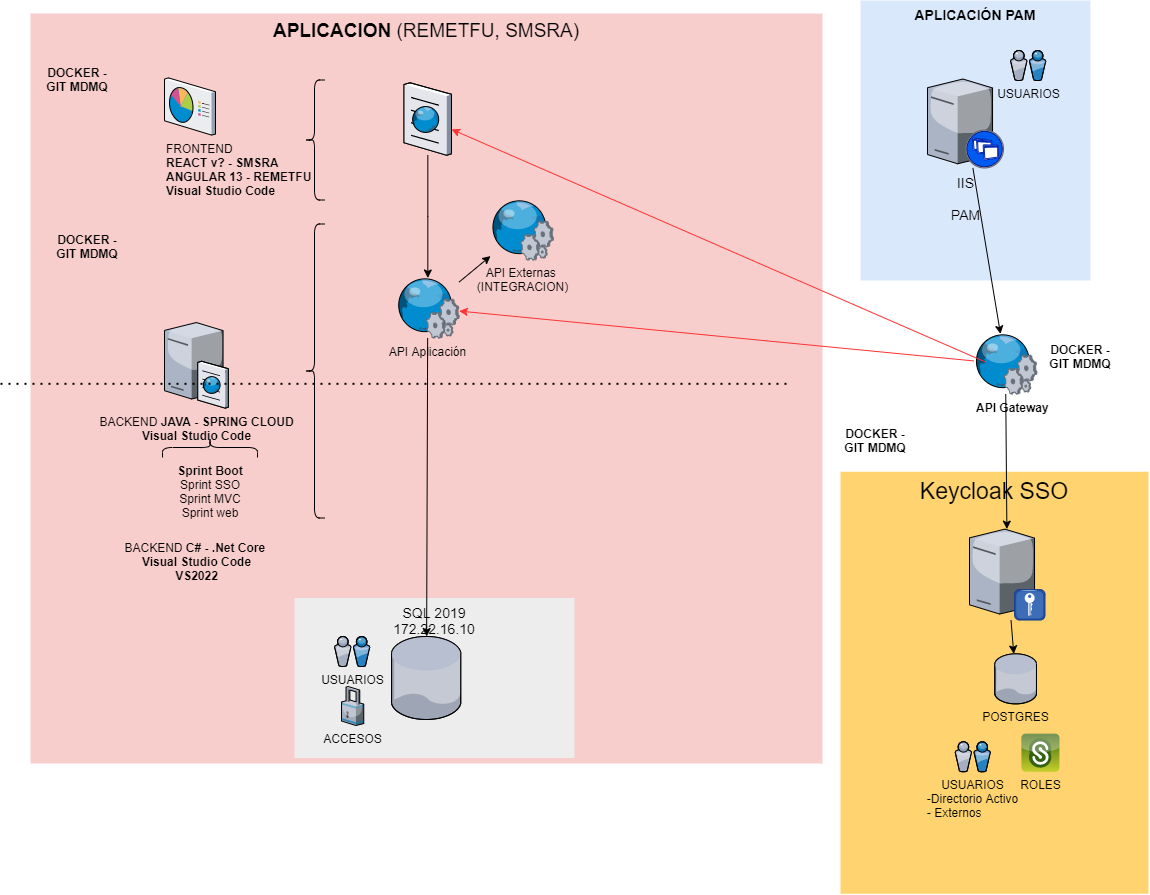 APLICACION (REMETFU, SMSRA)
DOCKER -
GIT MDMQ
FRONTEND
REACT v? - SMSRA
ANGULAR 13 - REMETFU
Visual Studio Code
DOCKER -
GIT MDMQ
API Externas
(INTEGRACION)
API Aplicación
BACKEND JAVA - SPRING CLOUD
Visual Studio Code
Sprint Boot
Sprint SSO
Sprint MVC
Sprint web
BACKEND C# - .Net Core
Visual Studio Code
VS2022
SQL 2019
172.22.16.10
USUARIOS
ACCESOS
APLICACIÓN PAM
USUARIOS
IIS
PAM
DOCKER -
GIT MDMQ
API Gateway
DOCKER -
GIT MDMQ
Keycloak SSO
POSTGRES
USUARIOS
-Directorio Activo
- Externos
ROLES